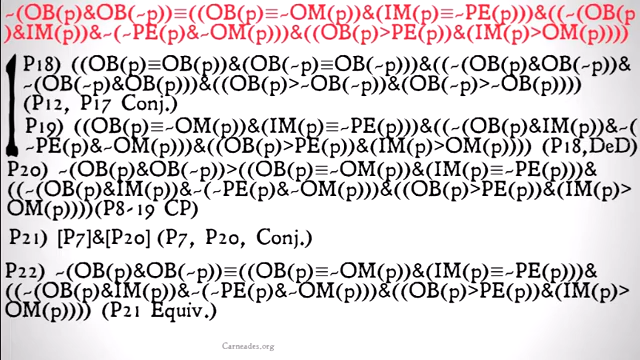 ~(OB(p)&OB(~p))≡((OB(p)≡~OM(p))&(IM(p)≡~PE(p)))&((~(OB(p
)&IM(p))&~(~PE(p)&~OM(p)))&((OB(p)>PE(p))&(IM(p)>OM(p))))
P18) ((OB(p)≡OB(p))&(OB(~p)≡OB(~p)))&((~(OB(p)&OB(~p))&
~(OB(~p)&OB(p)))&((OB(p)>~OB(~p))&(OB(~p)>~OB(p))))
(P12, P17 Conj.)
P19) ((OB(p)≡~OM(p))&(IM(p)≡~PE(p)))&((~(OB(p)&IM(p))&~(
~PE(p)&~OM(p)))&((OB(p)>PE(p))&(IM(p)>OM(p)))) (P18,DeD)
P20) ~(OB(p)&OB(~p))>((OB(p)≡~OM(p))&(IM(p)≡~PE(p)))&
((~(OB(p)&IM(p))&~(~PE(p)&~OM(p)))&((OB(p)>PE(p))&(IM(p)>
OM(p))))(P8-19 CP)
P21) [P7]&[P20] (P7, P20, Conj.)
P22) ~(OB(p)&OB(~p))≡((OB(p)≡~OM(p))&(IM(p)≡~PE(p)))&
((~(OB(p)&IM(p))&~(~PE(p)&~OM(p)))&((OB(p)>PE(p))&(IM(p)>
OM(p)))) (P21 Equiv.)
Carneades.org